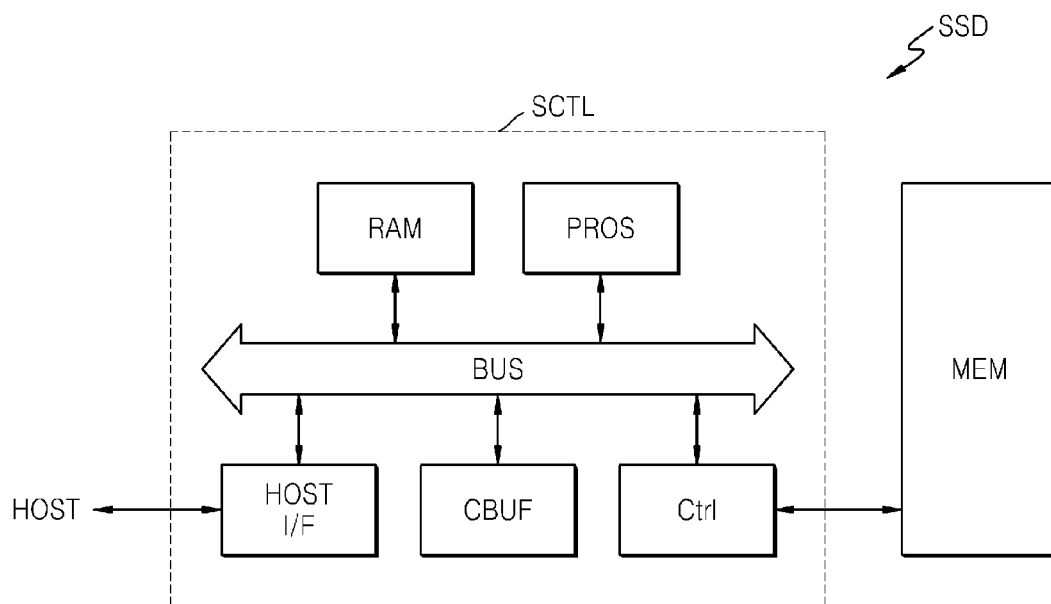 SSD
SCTL
RAM
PROS
BUS
MEM
HOST
HOST
I/F
CBUF
Ctrl